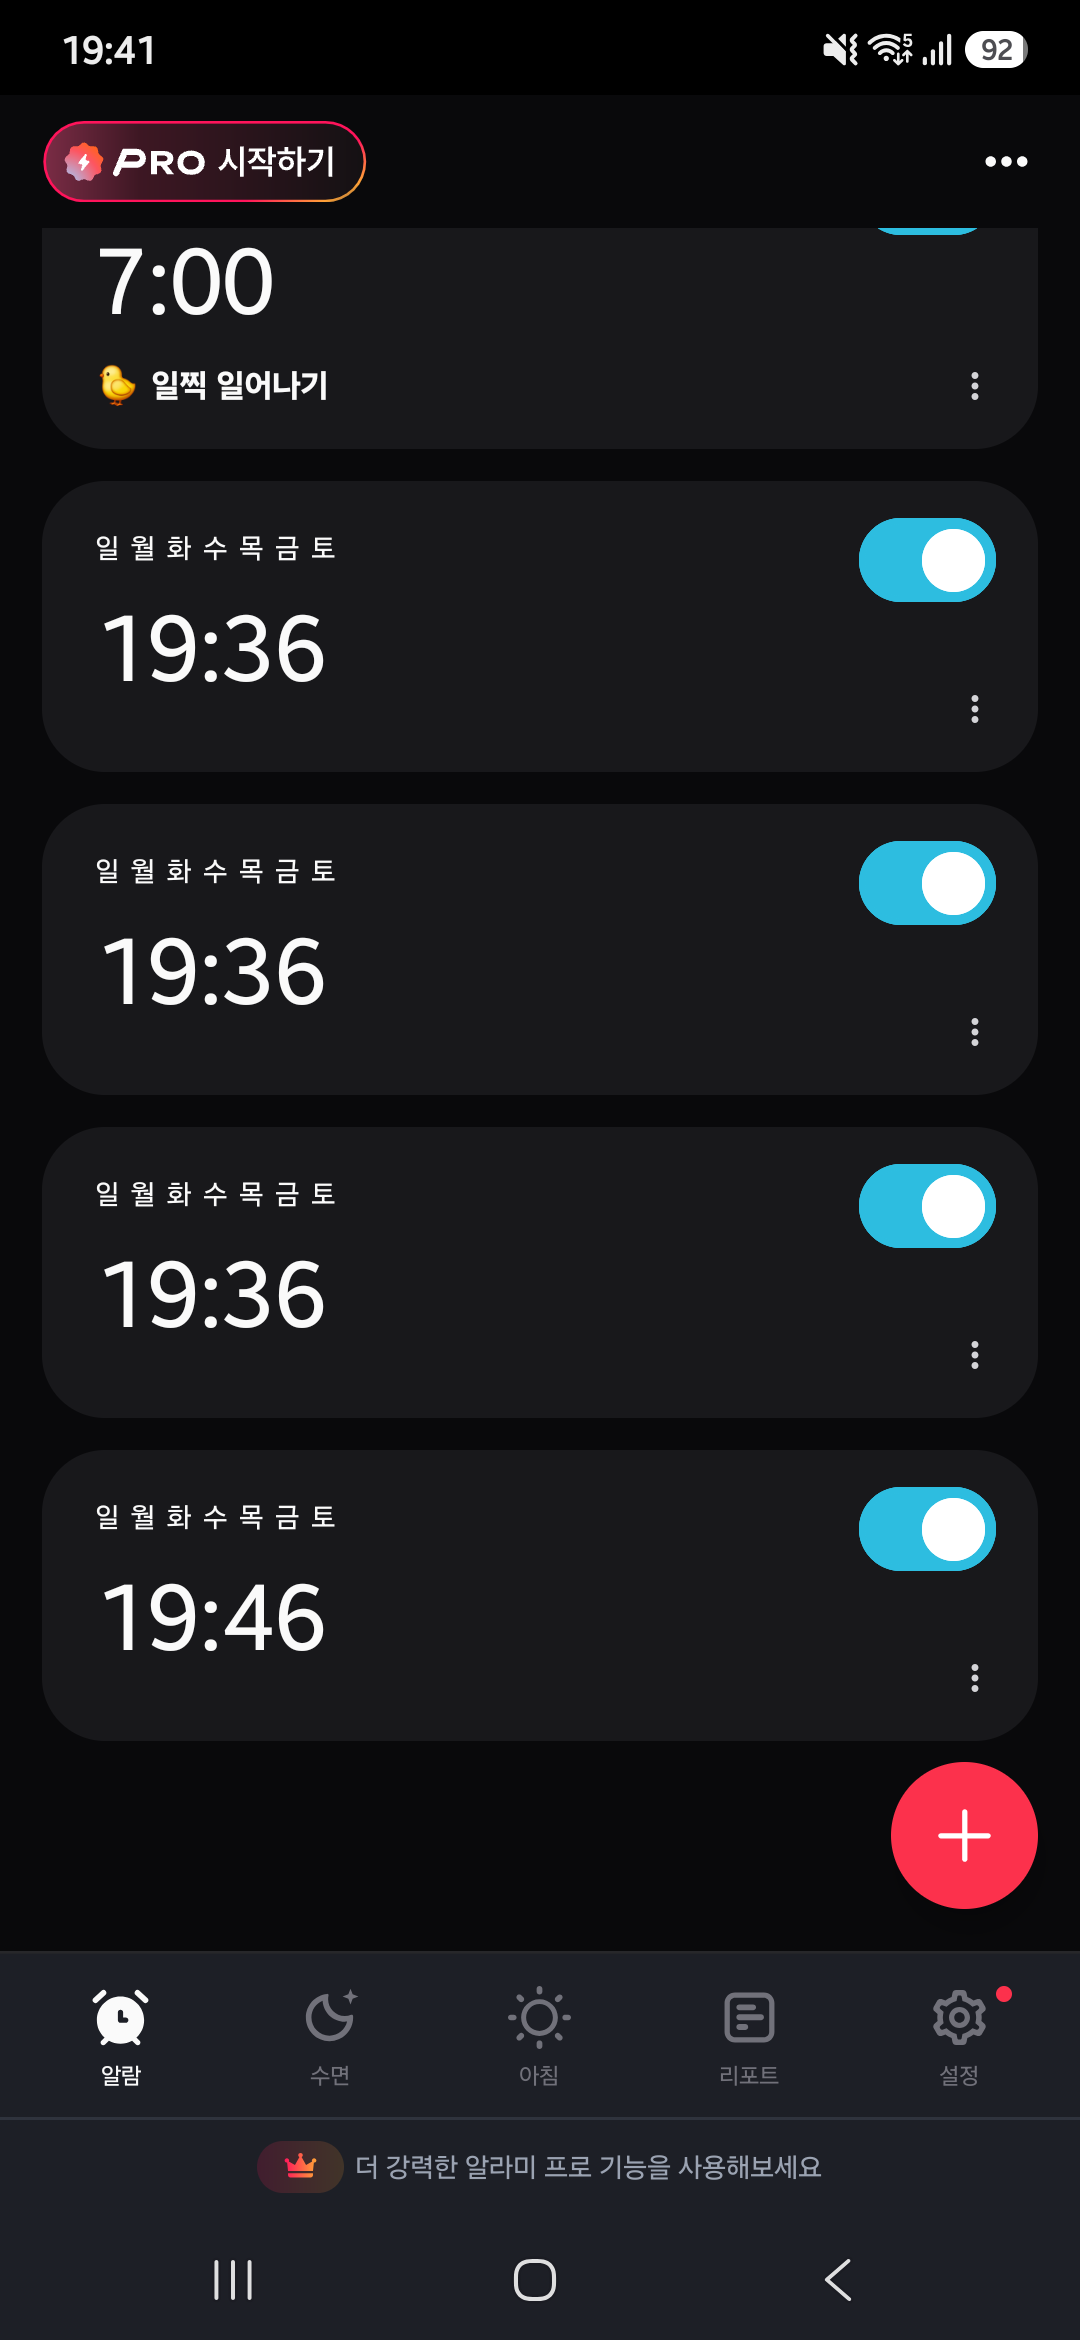 19:41
5
92
PRO 시작하기
7:00
🐤 일찍 일어나기
일 월 화 수 목 금 토
19:36
일 월 화 수 목 금 토
19:36
일 월 화 수 목 금 토
19:36
일 월 화 수 목 금 토
19:46
알람 수면 아침 리포트 설정
더 강력한 알라미 프로 기능을 사용해보세요